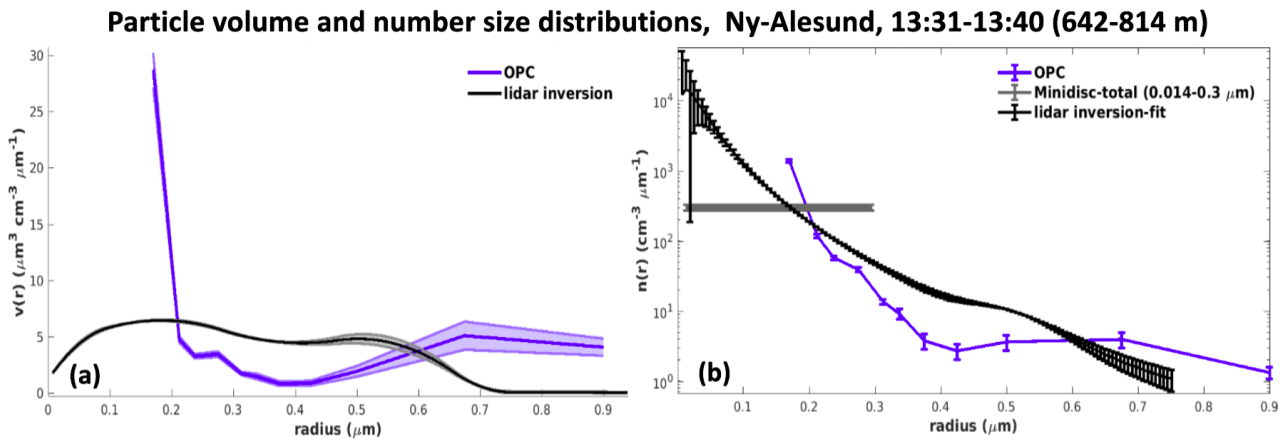 Particle volume and number size distributions, Ny-Alesund, 13:31-13:40 (642-814 m)
30
25
20
15
10
5
0
v(r) (μm³ cm⁻³ μm⁻¹)
OPC
lidar inversion
(a)
0 0.1 0.2 0.3 0.4 0.5 0.6 0.7 0.8 0.9
radius (μm)
10⁴
10³
10²
10¹
10⁰
n(r) (cm⁻³ μm⁻¹)
OPC
Minidisc-total (0.014-0.3 μm)
lidar inversion-fit
(b)
0.1 0.2 0.3 0.4 0.5 0.6 0.7 0.8 0.9
radius (μm)